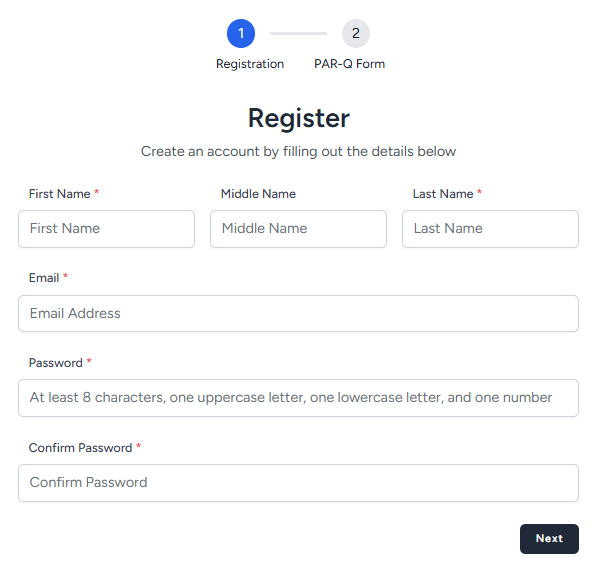 1 2
Registration PAR-Q Form
Register
Create an account by filling out the details below
First Name * Middle Name Last Name *
First Name Middle Name Last Name
Email *
Email Address
Password *
At least 8 characters, one uppercase letter, one lowercase letter, and one number
Confirm Password *
Confirm Password
Next